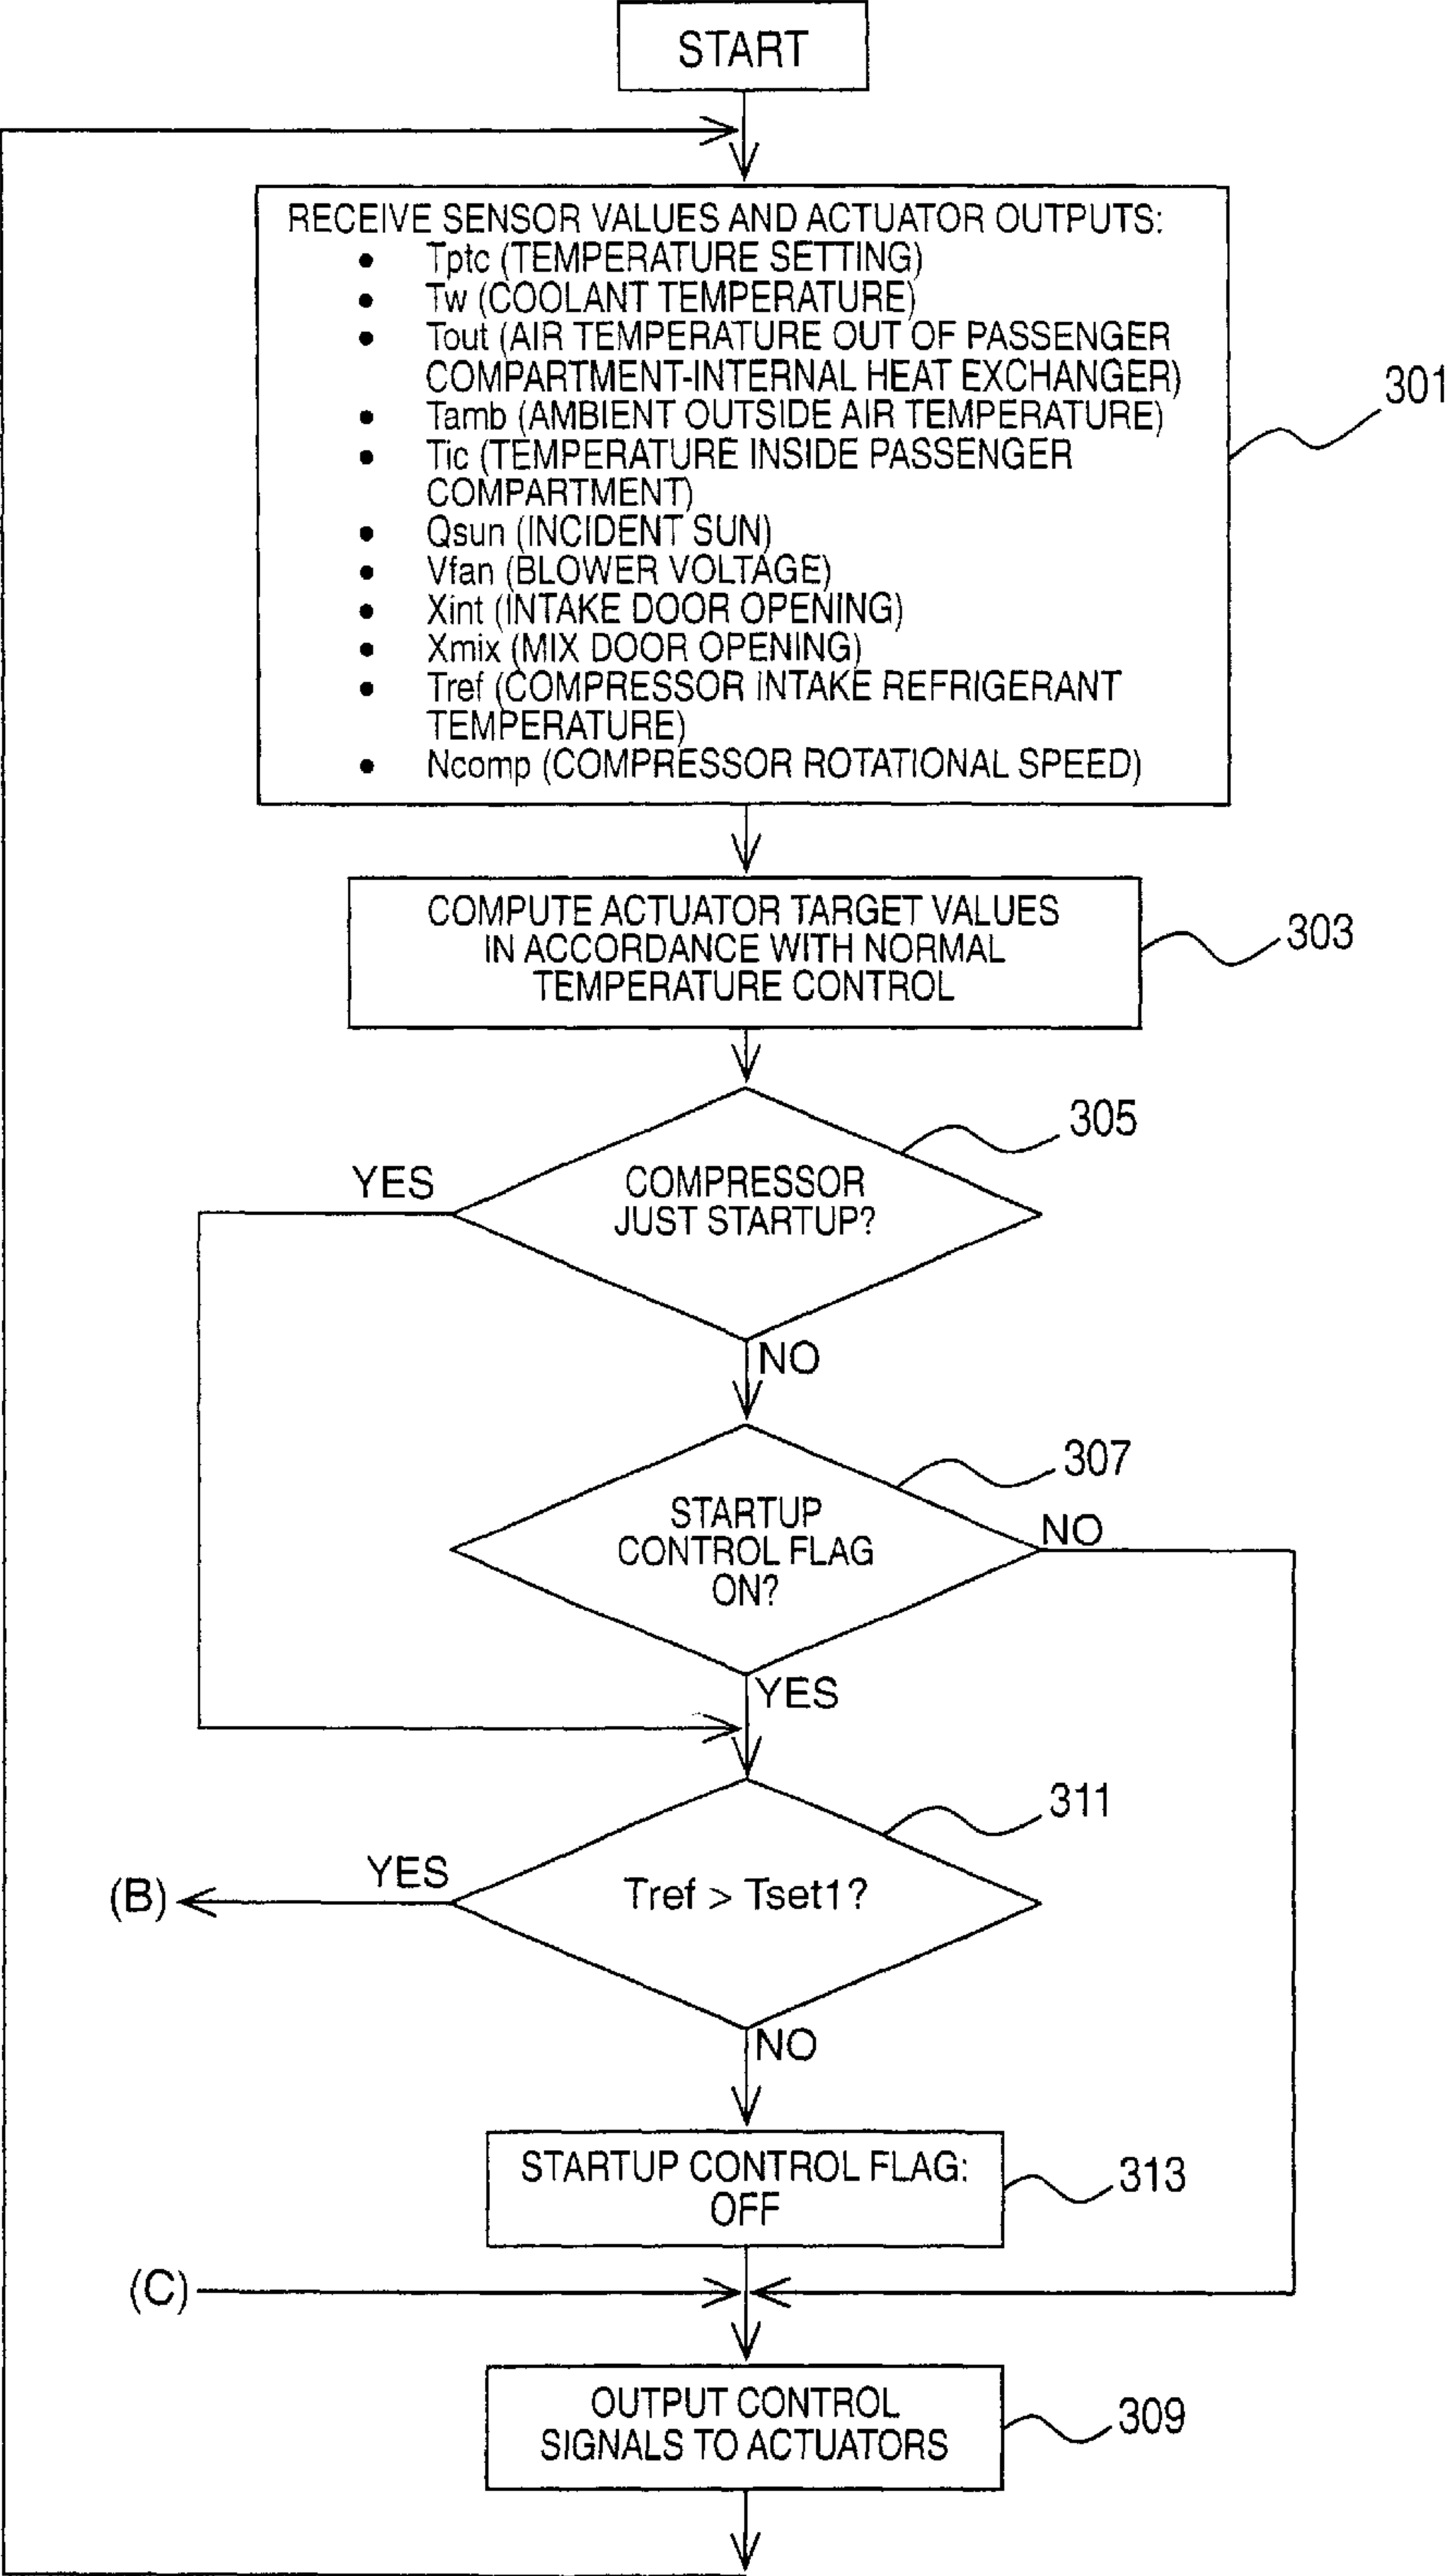 START
RECEIVE SENSOR VALUES AND ACTUATOR OUTPUTS:
• Tptc (TEMPERATURE SETTING)
• Tw (COOLANT TEMPERATURE)
• Tout (AIR TEMPERATURE OUT OF PASSENGER
COMPARTMENT-INTERNAL HEAT EXCHANGER)
• Tamb (AMBIENT OUTSIDE AIR TEMPERATURE)
• Tic (TEMPERATURE INSIDE PASSENGER
COMPARTMENT)
• Qsun (INCIDENT SUN)
• Vfan (BLOWER VOLTAGE)
• Xint (INTAKE DOOR OPENING)
• Xmix (MIX DOOR OPENING)
• Tref (COMPRESSOR INTAKE REFRIGERANT
TEMPERATURE)
• Ncomp (COMPRESSOR ROTATIONAL SPEED)
301
COMPUTE ACTUATOR TARGET VALUES
IN ACCORDANCE WITH NORMAL
TEMPERATURE CONTROL
303
305
YES
COMPRESSOR
JUST STARTUP?
NO
307
STARTUP
CONTROL FLAG
ON?
NO
YES
311
YES
(B)
Tref > Tset1?
NO
STARTUP CONTROL FLAG:
OFF
313
(C)
OUTPUT CONTROL
SIGNALS TO ACTUATORS
309